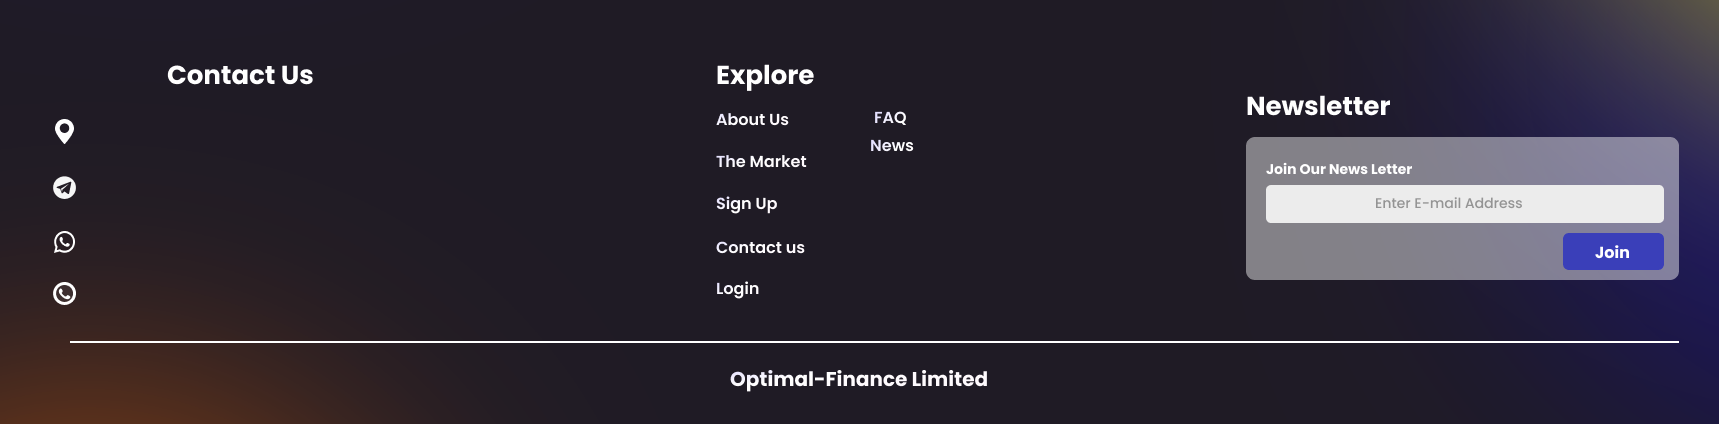 Contact Us
Explore
About Us
The Market
Sign Up
Contact us
Login
FAQ
News
Newsletter
Join Our News Letter
Enter E-mail Address
Join
Optimal-Finance Limited